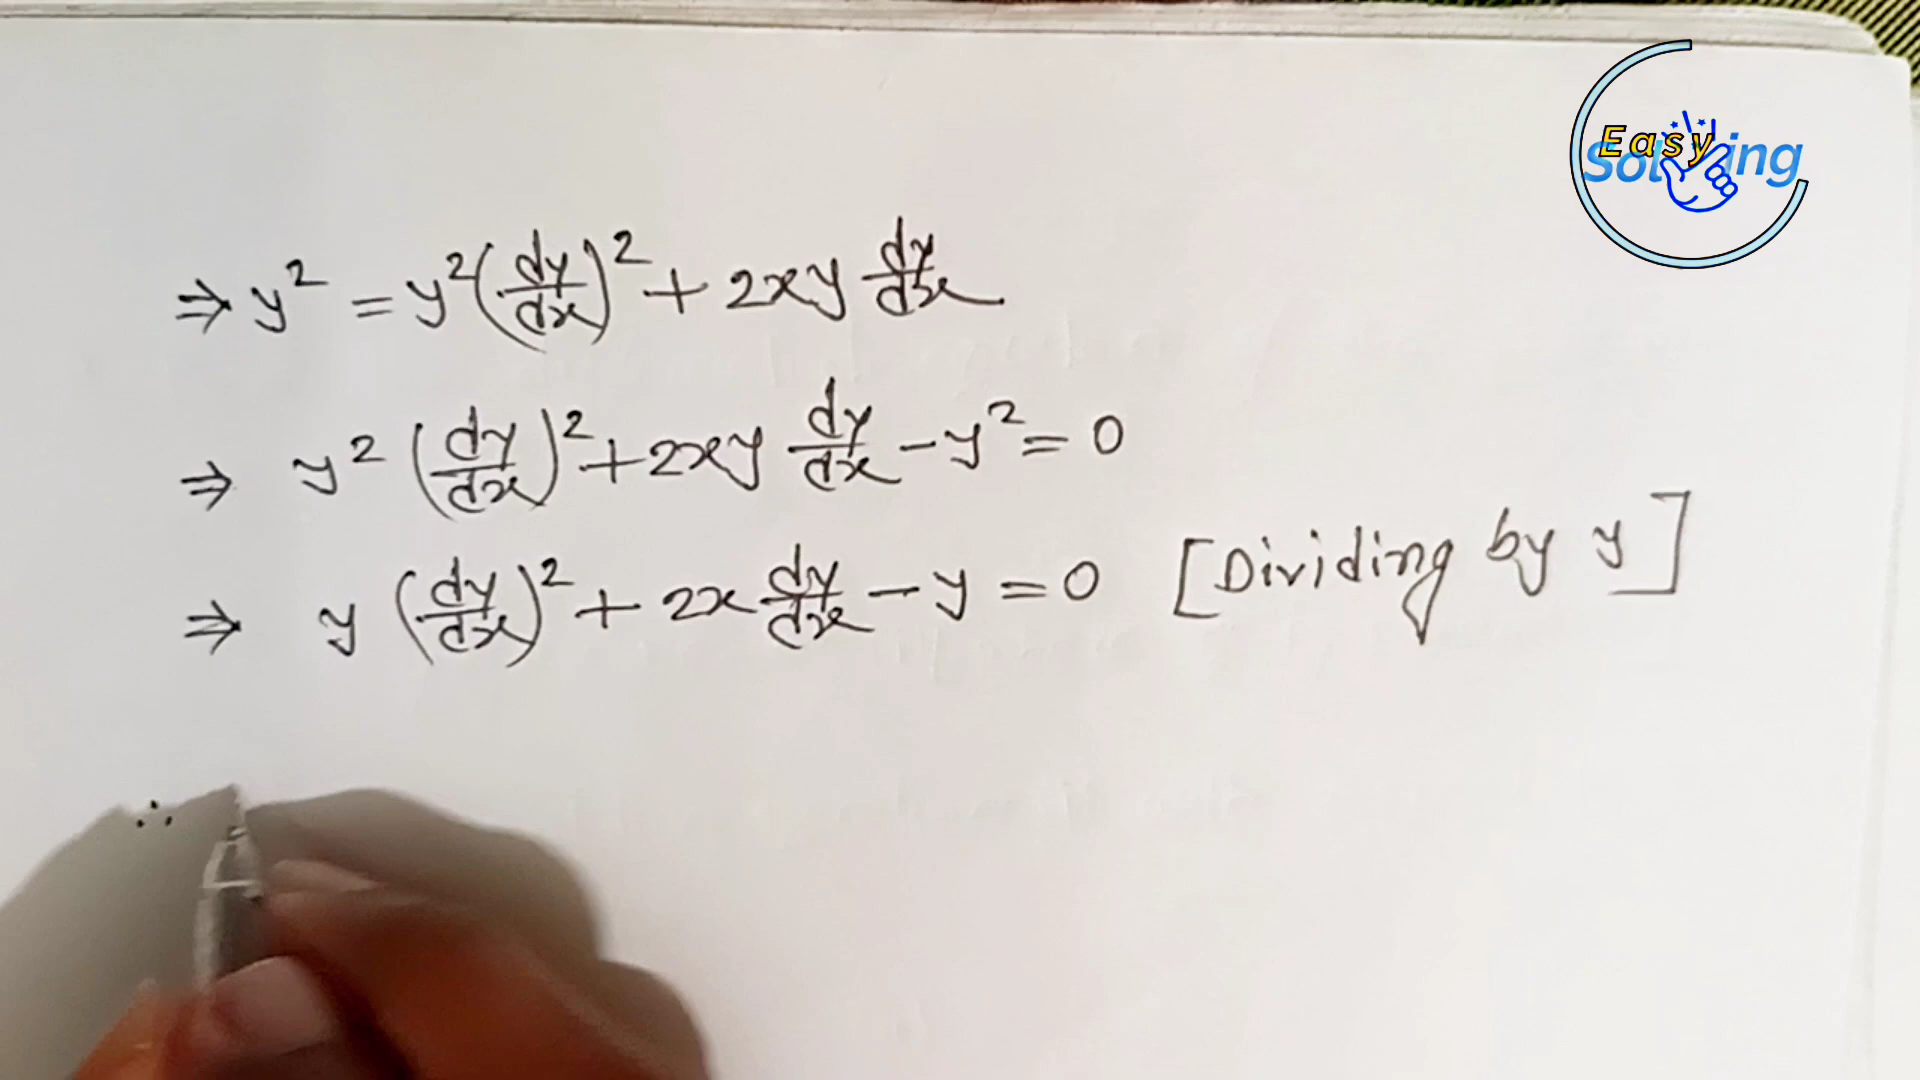 Easy
Solving
⇒ y² = y²(dy/dx)² + 2xy dy/dx
⇒ y² (dy/dx)² + 2xy dy/dx - y² = 0
⇒ y (dy/dx)² + 2x dy/dx - y = 0 [Dividing by y]
∴